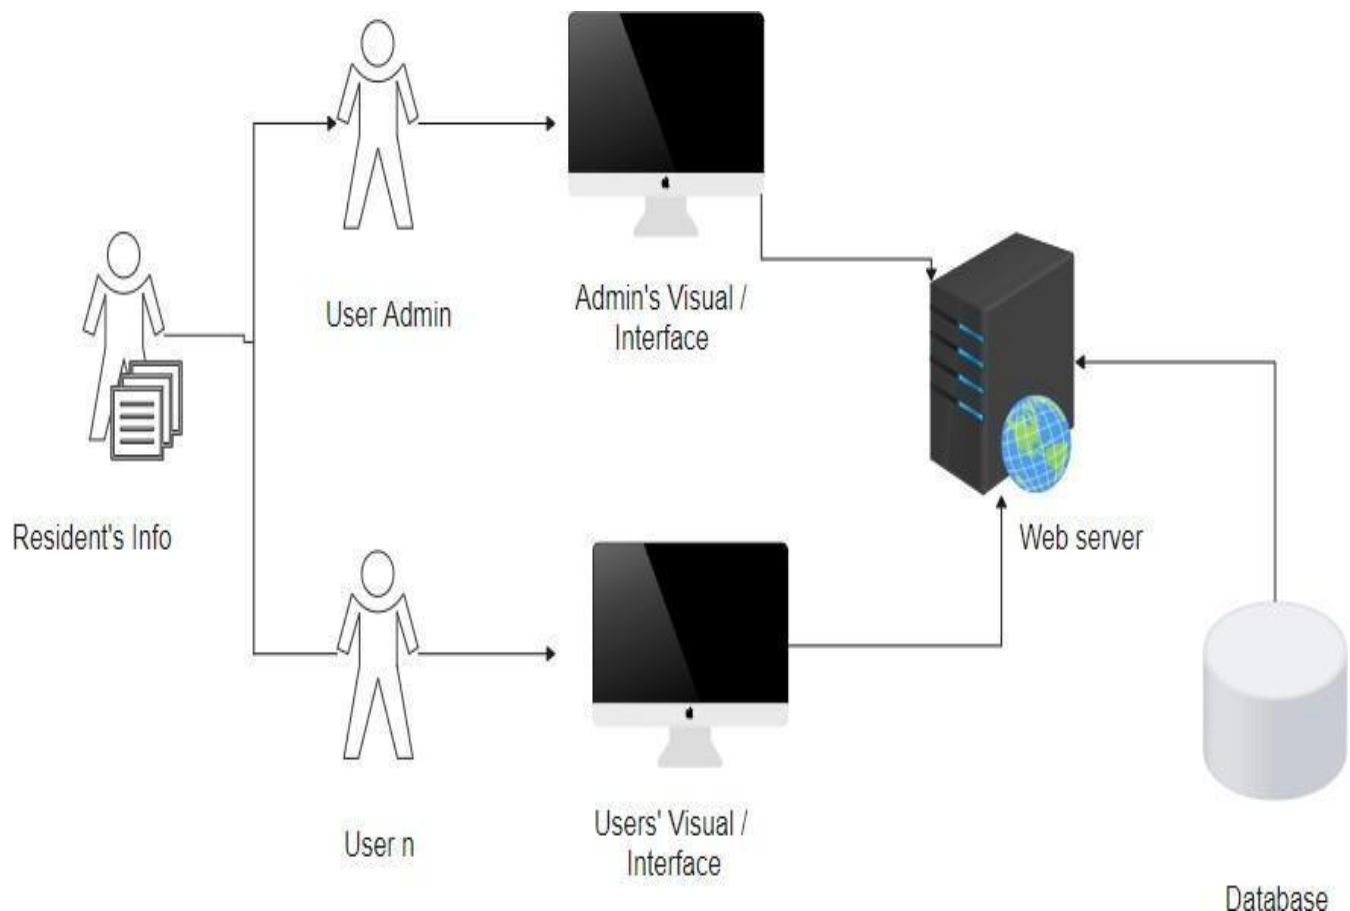 User Admin
Admin's Visual /
Interface
Resident's Info
Web server
User n
Users' Visual /
Interface
Database